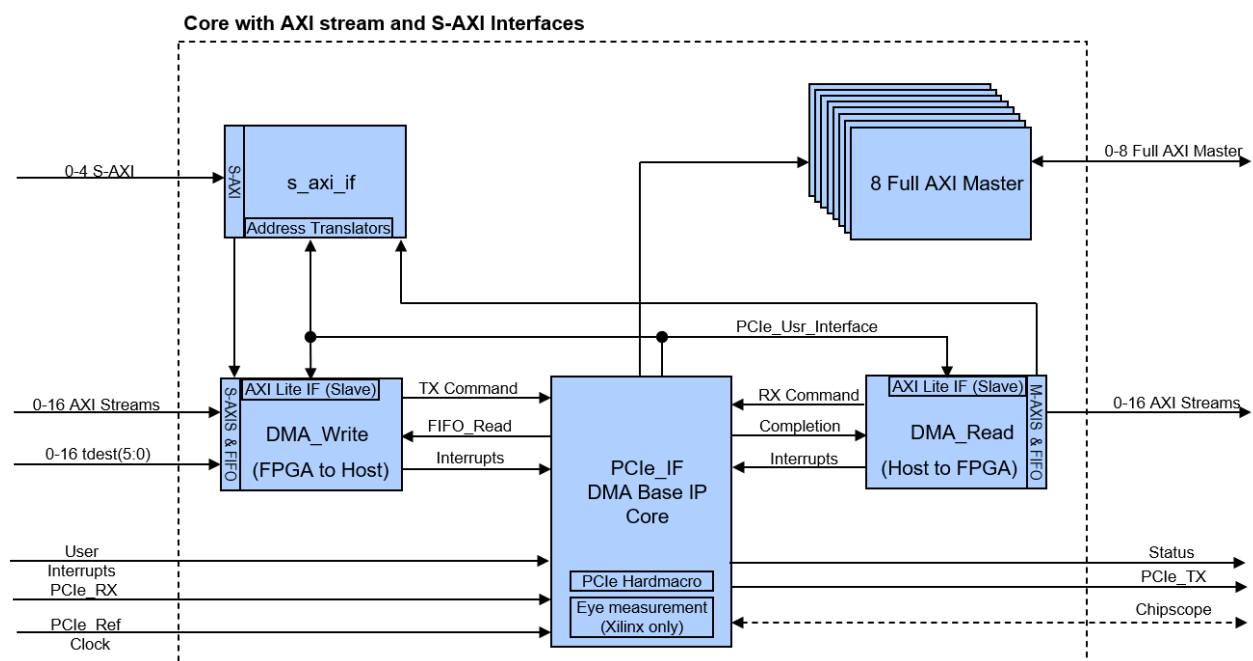 Core with AXI stream and S-AXI Interfaces
0-4 S-AXI
S-AXI
s_axi_if
Address Translators
8 Full AXI Master
0-8 Full AXI Master
PCIe_Usr_Interface
0-16 AXI Streams
0-16 tdest(5:0)
S-AXIS & FIFO
AXI Lite IF (Slave)
DMA_Write
(FPGA to Host)
TX Command
FIFO_Read
Interrupts
PCIe_IF
DMA Base IP
Core
PCIe Hardmacro
Eye measurement
(Xilinx only)
RX Command
Completion
Interrupts
AXI Lite IF (Slave)
DMA_Read
(Host to FPGA)
M-AXIS & FIFO
0-16 AXI Streams
User
Interrupts
PCIe_RX
PCIe_Ref
Clock
Status
PCIe_TX
Chipscope